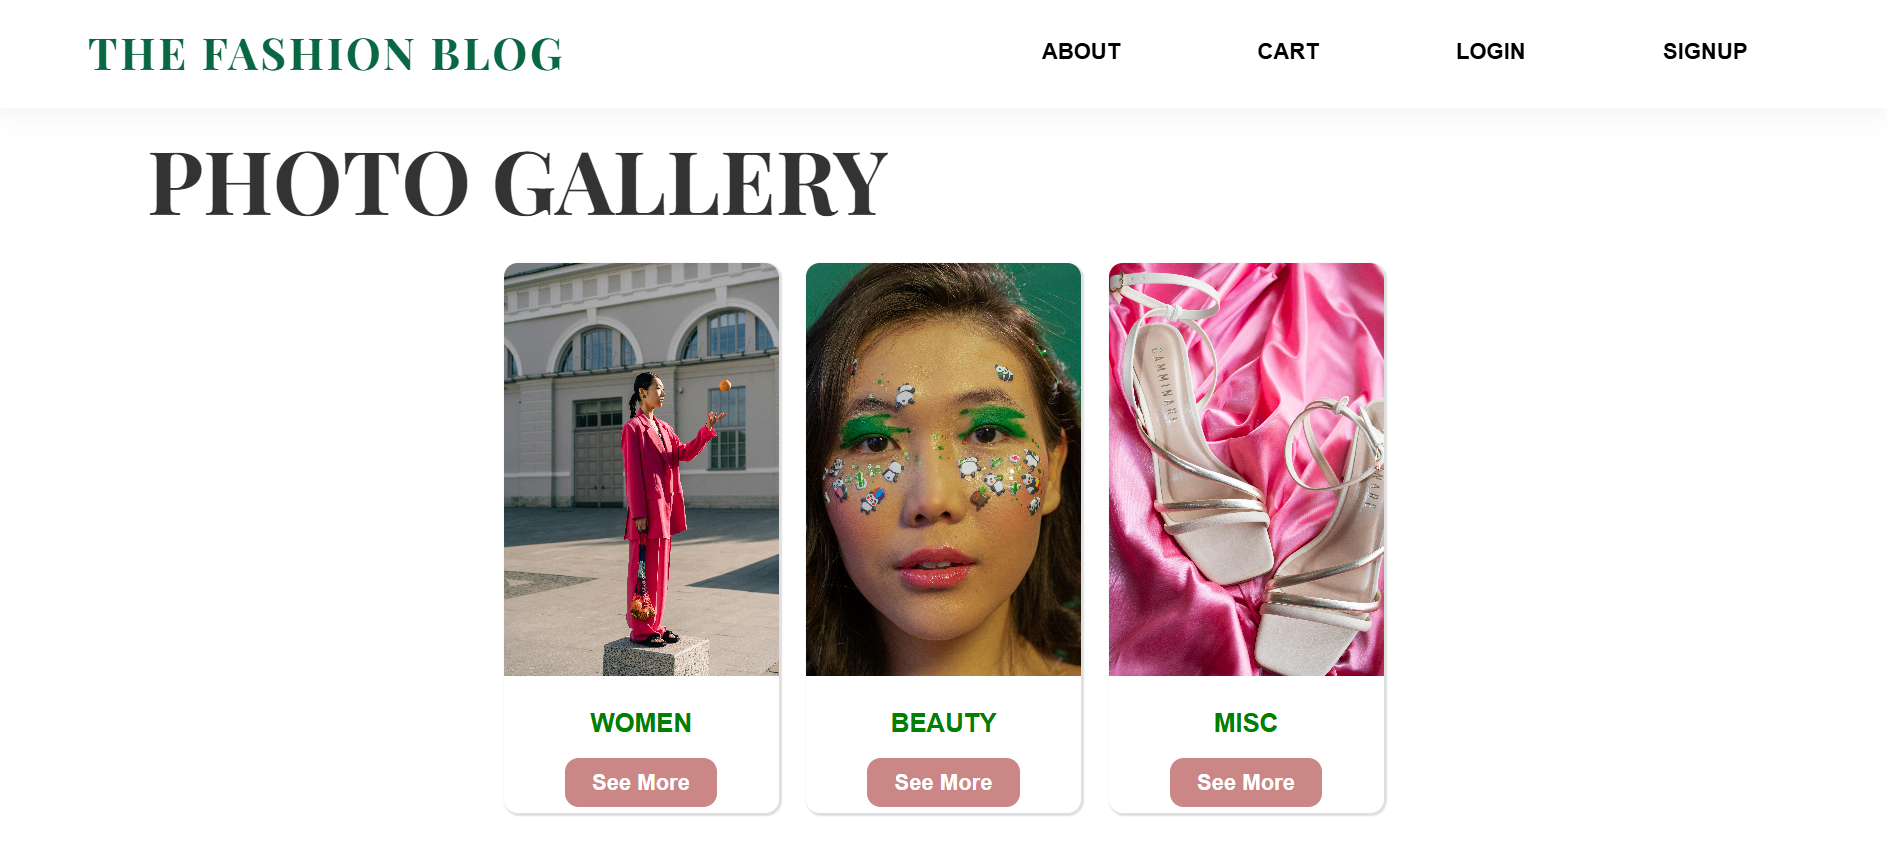 THE FASHION BLOG
ABOUT
CART
LOGIN
SIGNUP
PHOTO GALLERY
WOMEN
BEAUTY
MISC
See More
See More
See More